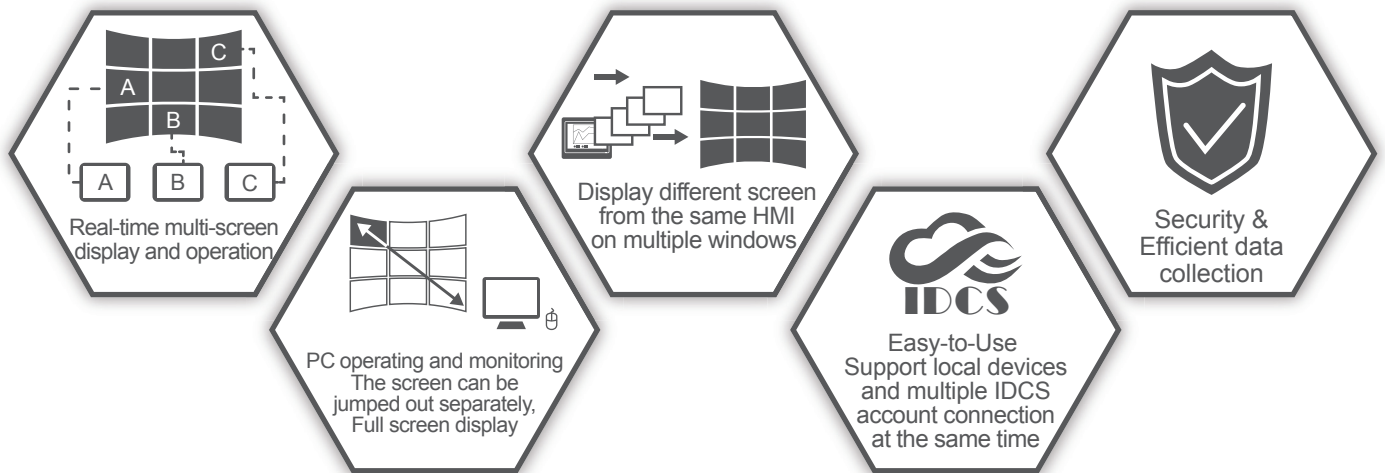 C
A
B
A
B
C
Real-time multi-screen
display and operation
PC operating and monitoring
The screen can be
jumped out separately,
Full screen display
Display different screen
from the same HMI
on multiple windows
IDCS
Easy-to-Use
Support local devices
and multiple IDCS
account connection
at the same time
Security &
Efficient data
collection